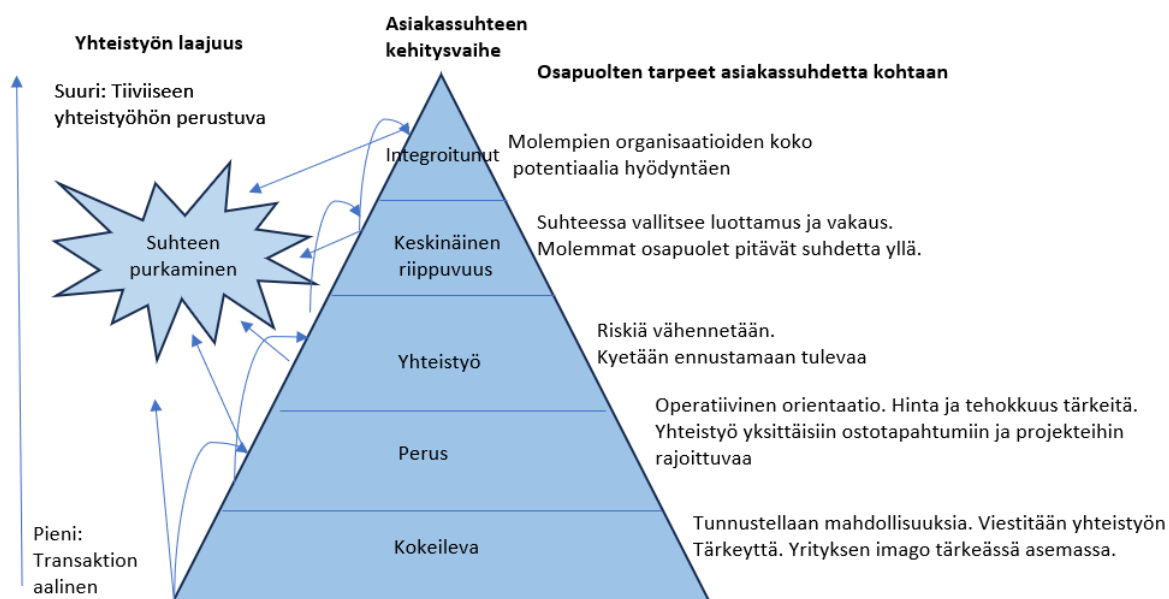 Yhteistyön laajuus
Asiakassuhteen
kehitysvaihe
Osapuolten tarpeet asiakassuhdetta kohtaan
Suuri: Tiiviiseen
yhteistyöhön perustuva
Integroitunut
Molempien organisaatioiden koko
potentiaalia hyödyntäen
Suhteen
purkaminen
Keskinäinen
riippuvuus
Suhteessa vallitsee luottamus ja vakaus.
Molemmat osapuolet pitävät suhdetta yllä.
Yhteistyö
Riskiä vähennetään.
Kyetään ennustamaan tulevaa
Perus
Operatiivinen orientaatio. Hinta ja tehokkuus tärkeitä.
Yhteistyö yksittäisiin ostotapahtumiin ja projekteihin
rajoittuvaa
Pieni:
Transaktion
aalinen
Kokeileva
Tunnustellaan mahdollisuuksia. Viestitään yhteistyön
Tärkeyttä. Yrityksen imago tärkeässä asemassa.